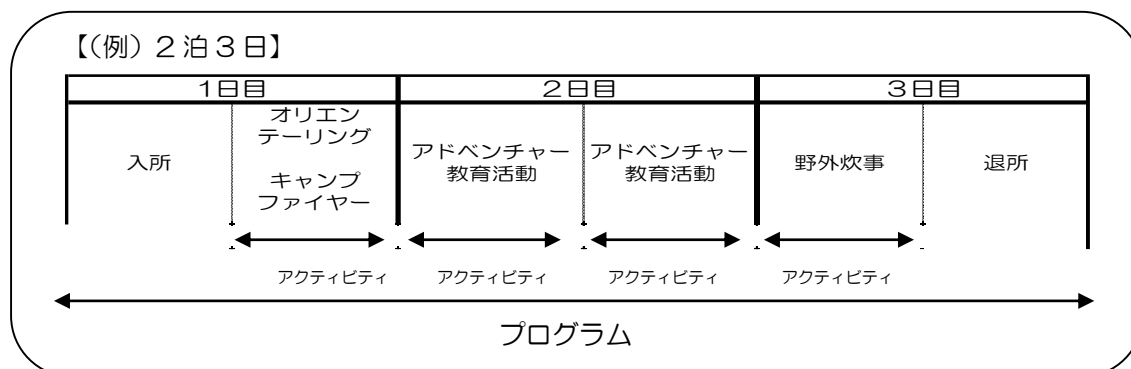 【(例)２泊３日】
１日目
２日目
３日目
入所
オリエン
テーリング
キャンプ
ファイヤー
アドベンチャー
教育活動
アドベンチャー
教育活動
野外炊事
退所
アクティビティ
アクティビティ
アクティビティ
アクティビティ
プログラム